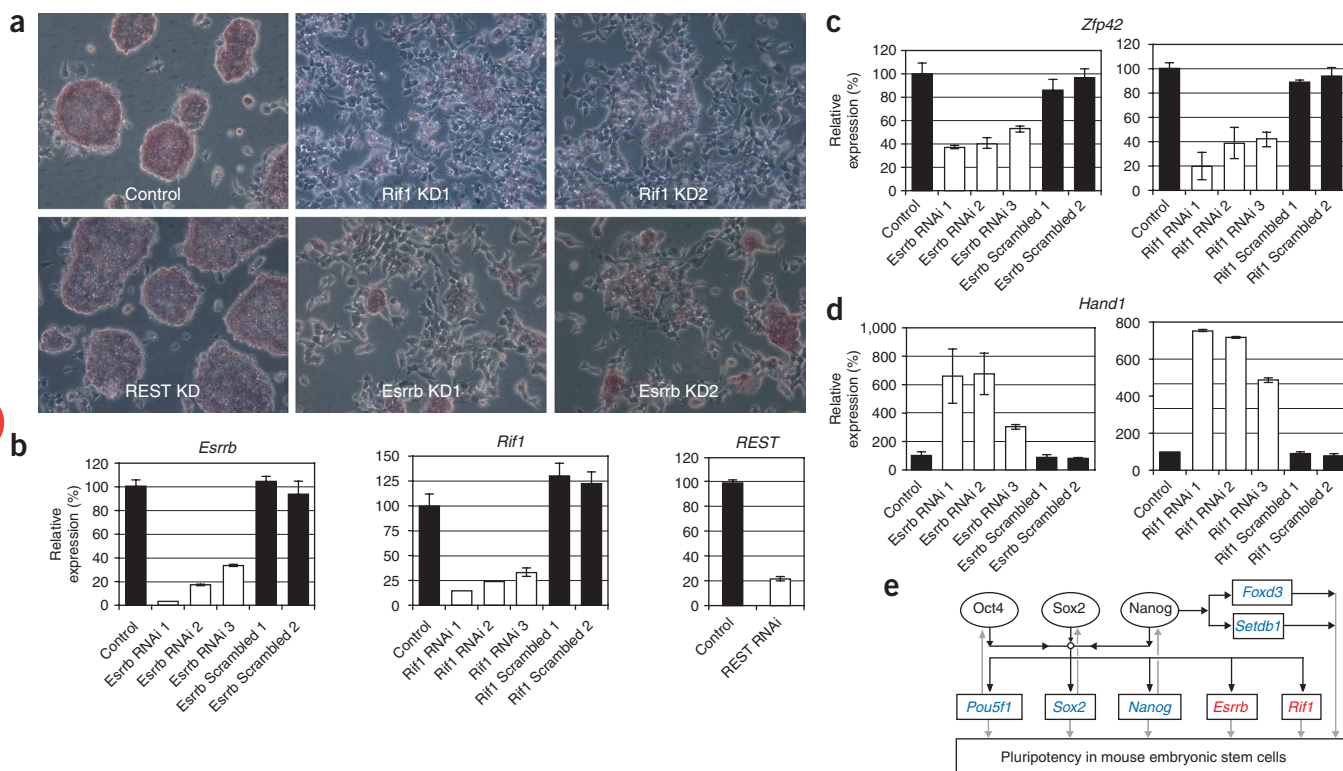 a
Control
Rif1 KD1
Rif1 KD2
REST KD
Esrrb KD1
Esrrb KD2
b
Esrrb
Relative
expression (%)
120
100
80
60
40
20
0
Control
Esrrb RNAi 1
Esrrb RNAi 2
Esrrb RNAi 3
Esrrb Scrambled 1
Esrrb Scrambled 2
Rif1
150
125
100
75
50
25
0
Control
Rif1 RNAi 1
Rif1 RNAi 2
Rif1 RNAi 3
Rif1 Scrambled 1
Rif1 Scrambled 2
REST
120
100
80
60
40
20
0
Control
REST RNAi
c
Zfp42
Relative
expression (%)
120
100
80
60
40
20
0
Control
Esrrb RNAi 1
Esrrb RNAi 2
Esrrb RNAi 3
Esrrb Scrambled 1
Esrrb Scrambled 2
120
100
80
60
40
20
0
Control
Rif1 RNAi 1
Rif1 RNAi 2
Rif1 RNAi 3
Rif1 Scrambled 1
Rif1 Scrambled 2
d
Hand1
Relative
expression (%)
1,000
800
600
400
200
0
Control
Esrrb RNAi 1
Esrrb RNAi 2
Esrrb RNAi 3
Esrrb Scrambled 1
Esrrb Scrambled 2
800
600
400
200
0
Control
Rif1 RNAi 1
Rif1 RNAi 2
Rif1 RNAi 3
Rif1 Scrambled 1
Rif1 Scrambled 2
e
Oct4
Sox2
Nanog
Foxd3
Setdb1
Pou5f1
Sox2
Nanog
Esrrb
Rif1
Pluripotency in mouse embryonic stem cells